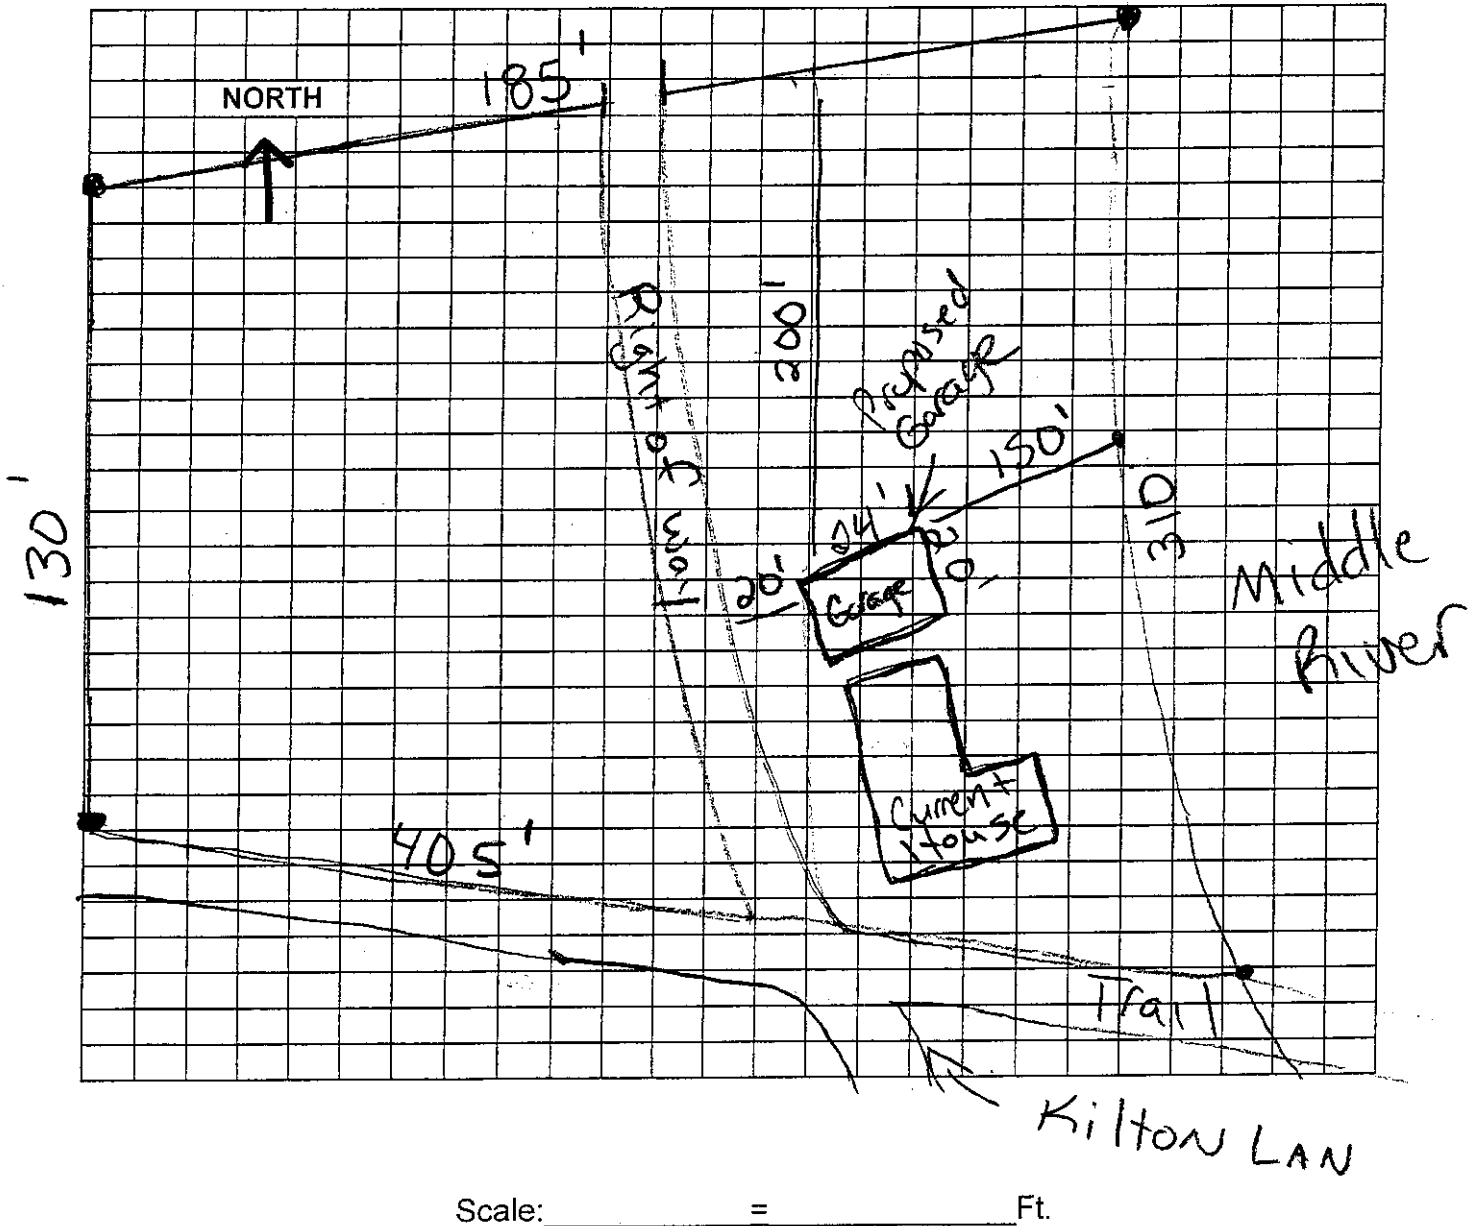 185'
NORTH
Right of way
200'
Proposed
Garage
150'
24'
20'
20'
Garage
310
Middle
River
130'
Current
House
405'
Trail
Kilton LAN
Scale: = Ft.